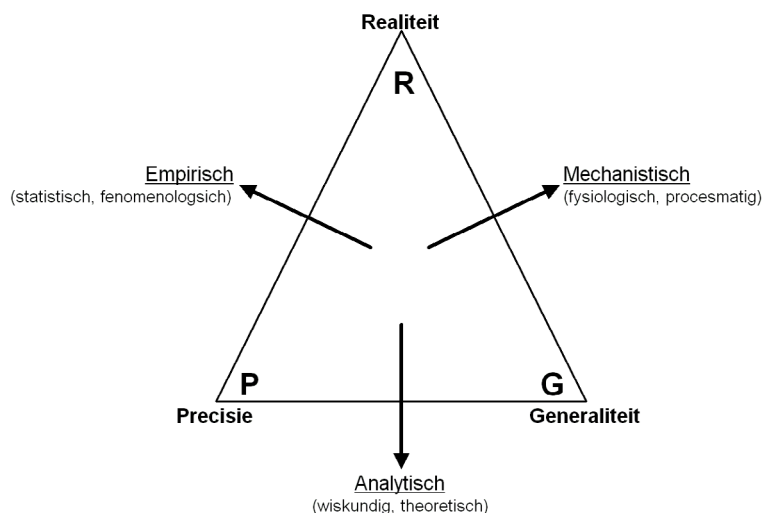 Realiteit
R
Empirisch
(statistisch, fenomenologsich)
Mechanistisch
(fysiologisch, procesmatig)
P
G
Precisie
Generaliteit
Analytisch
(wiskundig, theoretisch)